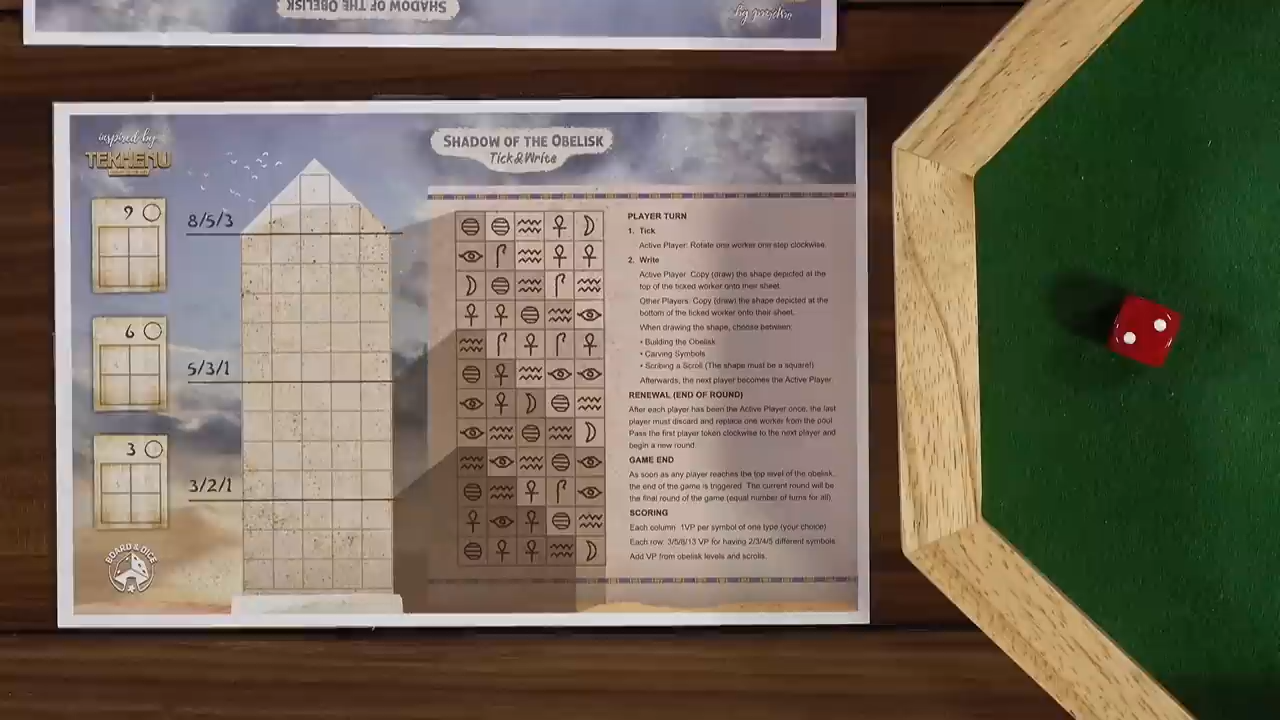 SHADOW OF THE OBELISK
by perjedro
inspired by
TEKHENU
SHADOW OF THE OBELISK
Tick&Write
9
8/5/3
6
5/3/1
3
3/2/1
BOARD & DICE
PLAYER TURN
1. Tick
Active Player: Rotate one worker one step clockwise.
2. Write
Active Player: Copy (draw) the shape depicted at the
top of the ticked worker onto their sheet.
Other Players: Copy (draw) the shape depicted at the
bottom of the ticked worker onto their sheet.
When drawing the shape, choose between:
• Building the Obelisk
• Carving Symbols
• Scribing a Scroll (The shape must be a square!)
Afterwards, the next player becomes the Active Player.
RENEWAL (END OF ROUND)
After each player has been the Active Player once, the last
player must discard and replace one worker from the pool.
Pass the first player token clockwise to the next player and
begin a new round.
GAME END
As soon as any player reaches the top level of the obelisk,
the end of the game is triggered. The current round will be
the final round of the game (equal number of turns for all).
SCORING
Each column: 1VP per symbol of one type (your choice)
Each row: 3/5/8/13 VP for having 2/3/4/5 different symbols
Add VP from obelisk levels and scrolls.